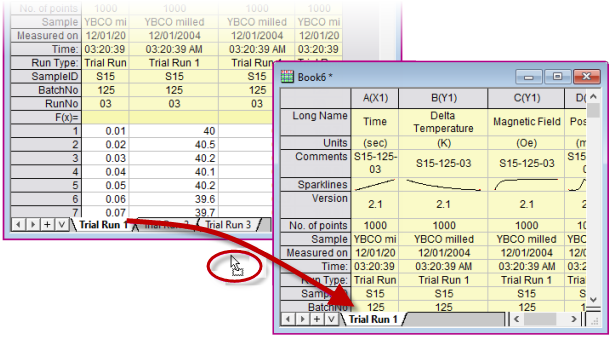 No. of points 1000 1000 1000
Sample YBCO mi YBCO milled YBCO mi
Measured on 12/01/20 12/01/2004 12/01/20
Time: 03:20:39 03:20:39 AM 03:20:39
Run Type: Trial Run Trial Run 1 Trial Run
SampleID S15 S15 S15
BatchNo 125 125 125
RunNo 03 03 03
F(x)=
1 0.01 40
2 0.02 40.5
3 0.03 40.2
4 0.04 40.1
5 0.05 40.2
6 0.06 39.6
7 0.07 39.7
Trial Run 1 Trial Run 2 Trial Run 3
Book6 *
A(X1) B(Y1) C(Y1) D(
Long Name Time Delta Temperature Magnetic Field Pos
Units (sec) (K) (Oe) (m
Comments S15-125-03 S15-125-03 S15-125-03 S15
Sparklines
Version 2.1 2.1 2.1 2
No. of points 1000 1000 1000 10
Sample YBCO mi YBCO milled YBCO milled YBC
Measured on 12/01/20 12/01/2004 12/01/2004 12/
Time: 03:20:39 03:20:39 AM 03:20:39 AM 03:2
Run Type: Trial Run Trial Run 1 Trial Run 1 Tria
S15 S15 S15 S
BatchNo 125 125 125 1
Trial Run 1